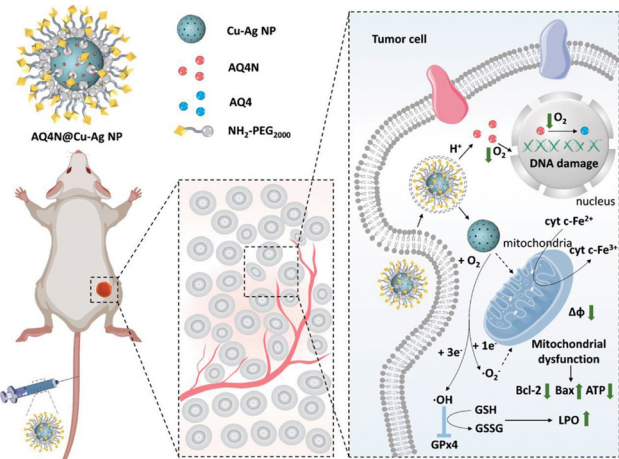 Cu-Ag NP
AQ4N
AQ4
NH₂-PEG₂₀₀₀
AQ4N@Cu-Ag NP
Tumor cell
H⁺
O₂
O₂
DNA damage
nucleus
cyt c-Fe²⁺
mitochondria
cyt c-Fe³⁺
+ O₂
Δϕ
Mitochondrial
dysfunction
+ 3e⁻
+ 1e⁻
·O₂⁻
Bcl-2 Bax ATP
·OH
GSH
GSSG
LPO
GPx4